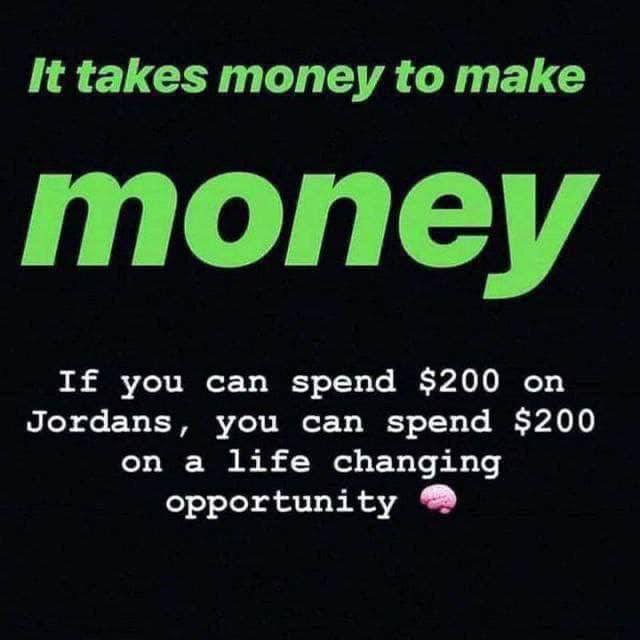 It takes money to make
money
If you can spend $200 on
Jordans, you can spend $200
on a life changing
opportunity 🧠